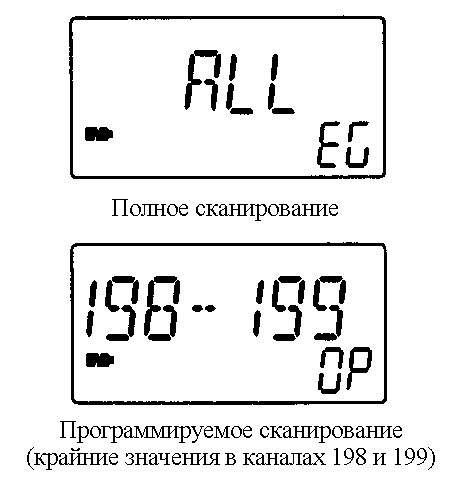 ALL
EG
Полное сканирование
198-- 199
OP
Программируемое сканирование
(крайние значения в каналах 198 и 199)